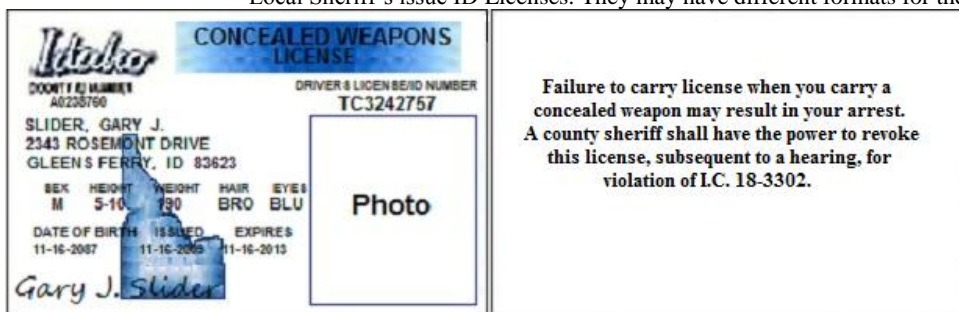 Local Sheriff's issue ID Licenses. They may have different formats for the
Idaho
CONCEALED WEAPONS
LICENSE
COUNTY ID NUMBER
A0238760
DRIVER S LICENSE/ID NUMBER
TC3242757
SLIDER, GARY J.
2343 ROSEMONT DRIVE
GLEENS FERRY, ID 83623
SEX HEIGHT WEIGHT HAIR EYES
M 5-10 190 BRO BLU
DATE OF BIRTH ISSUED EXPIRES
11-16-2087 11-16-2009 11-16-2013
Gary J. Slider
Photo
Failure to carry license when you carry a
concealed weapon may result in your arrest.
A county sheriff shall have the power to revoke
this license, subsequent to a hearing, for
violation of I.C. 18-3302.